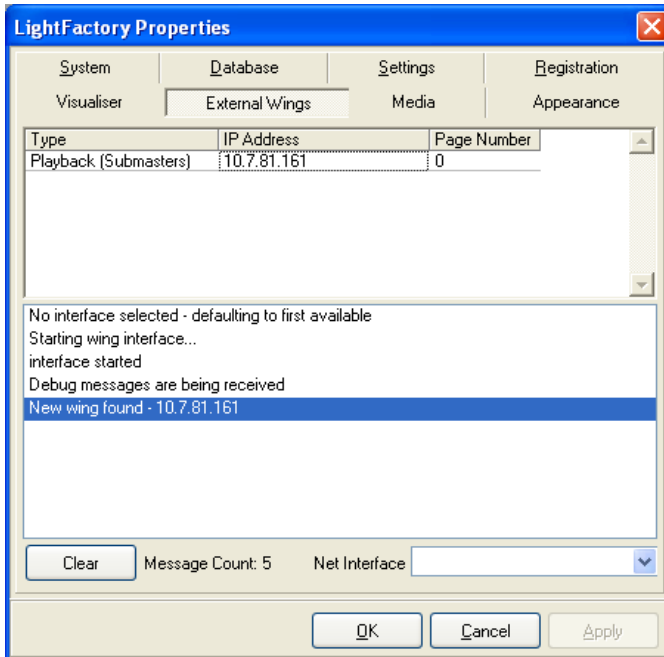 LightFactory Properties
System Database Settings Registration
Visualiser External Wings Media Appearance
Type IP Address Page Number
Playback (Submasters) 10.7.81.161 0
No interface selected - defaulting to first available
Starting wing interface...
interface started
Debug messages are being received
New wing found - 10.7.81.161
Clear Message Count: 5 Net Interface
OK Cancel Apply